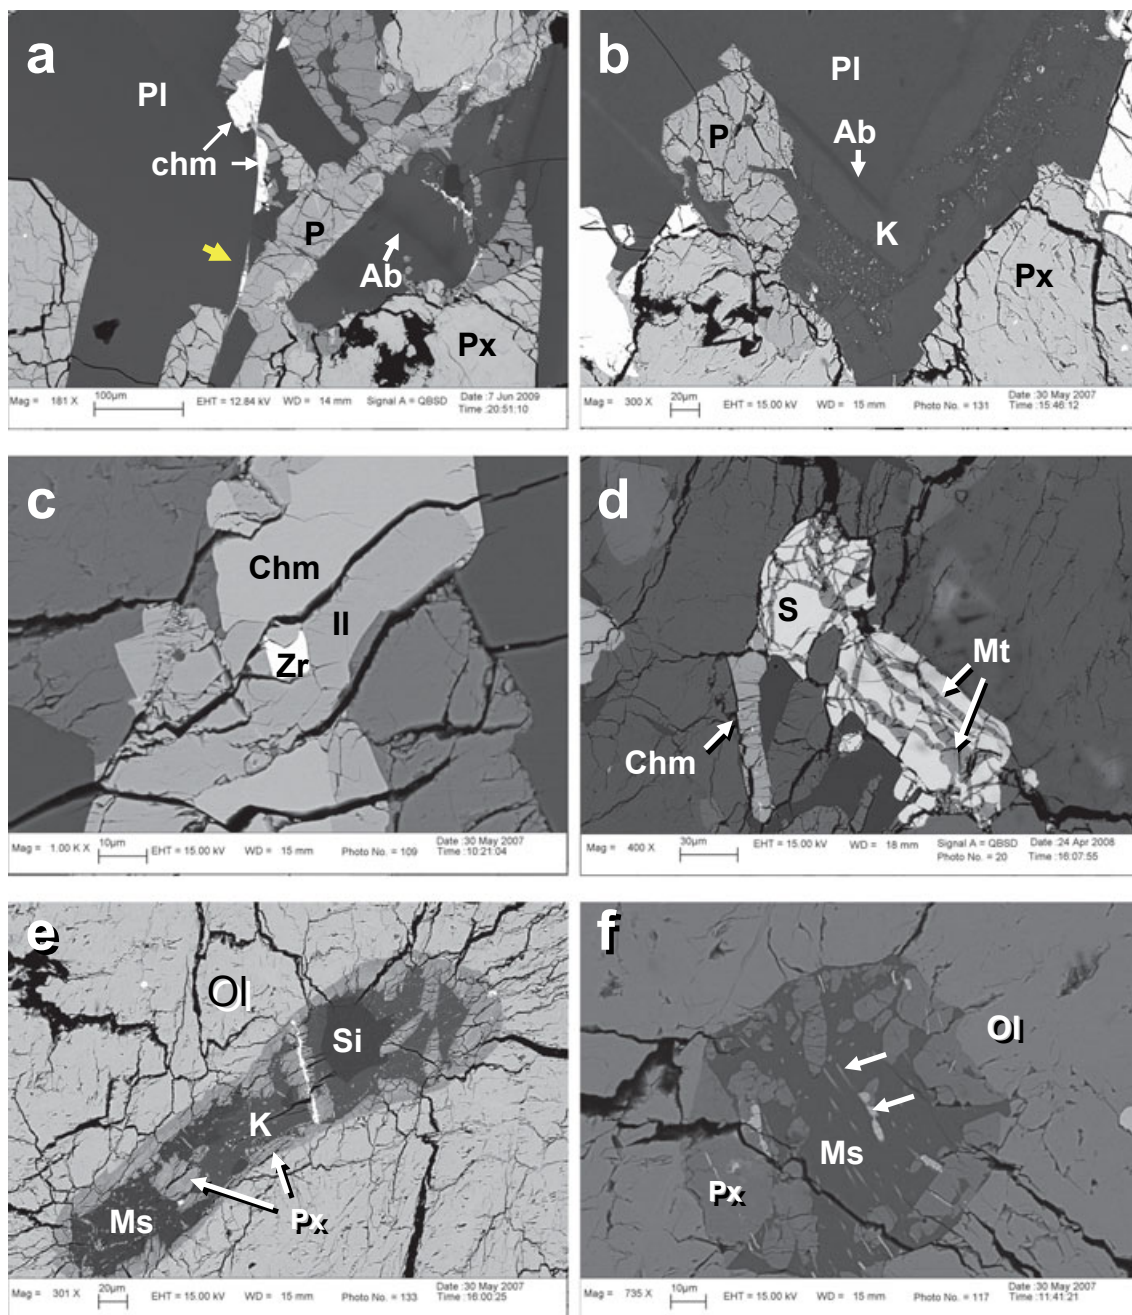 a
Pl
chm
P
Ab
Px
Mag = 181 X
100µm
EHT = 12.84 kV
WD = 14 mm
Signal A = QBSD
Date :7 Jun 2009
Time :20:51:10
b
Pl
P
Ab
K
Px
Mag = 300 X
20µm
EHT = 15.00 kV
WD = 15 mm
Photo No. = 131
Date :30 May 2007
Time :15:46:12
c
Chm
Il
Zr
Mag = 1.00 K X
10µm
EHT = 15.00 kV
WD = 15 mm
Photo No. = 109
Date :30 May 2007
Time :10:21:04
d
S
Mt
Chm
Mag = 400 X
30µm
EHT = 15.00 kV
WD = 18 mm
Signal A = QBSD
Photo No. = 20
Date :24 Apr 2008
Time :16:07:55
e
Ol
Si
K
Ms
Px
Mag = 301 X
20µm
EHT = 15.00 kV
WD = 15 mm
Photo No. = 133
Date :30 May 2007
Time :16:00:25
f
Ol
Ms
Px
Mag = 735 X
10µm
EHT = 15.00 kV
WD = 15 mm
Photo No. = 117
Date :30 May 2007
Time :11:41:21